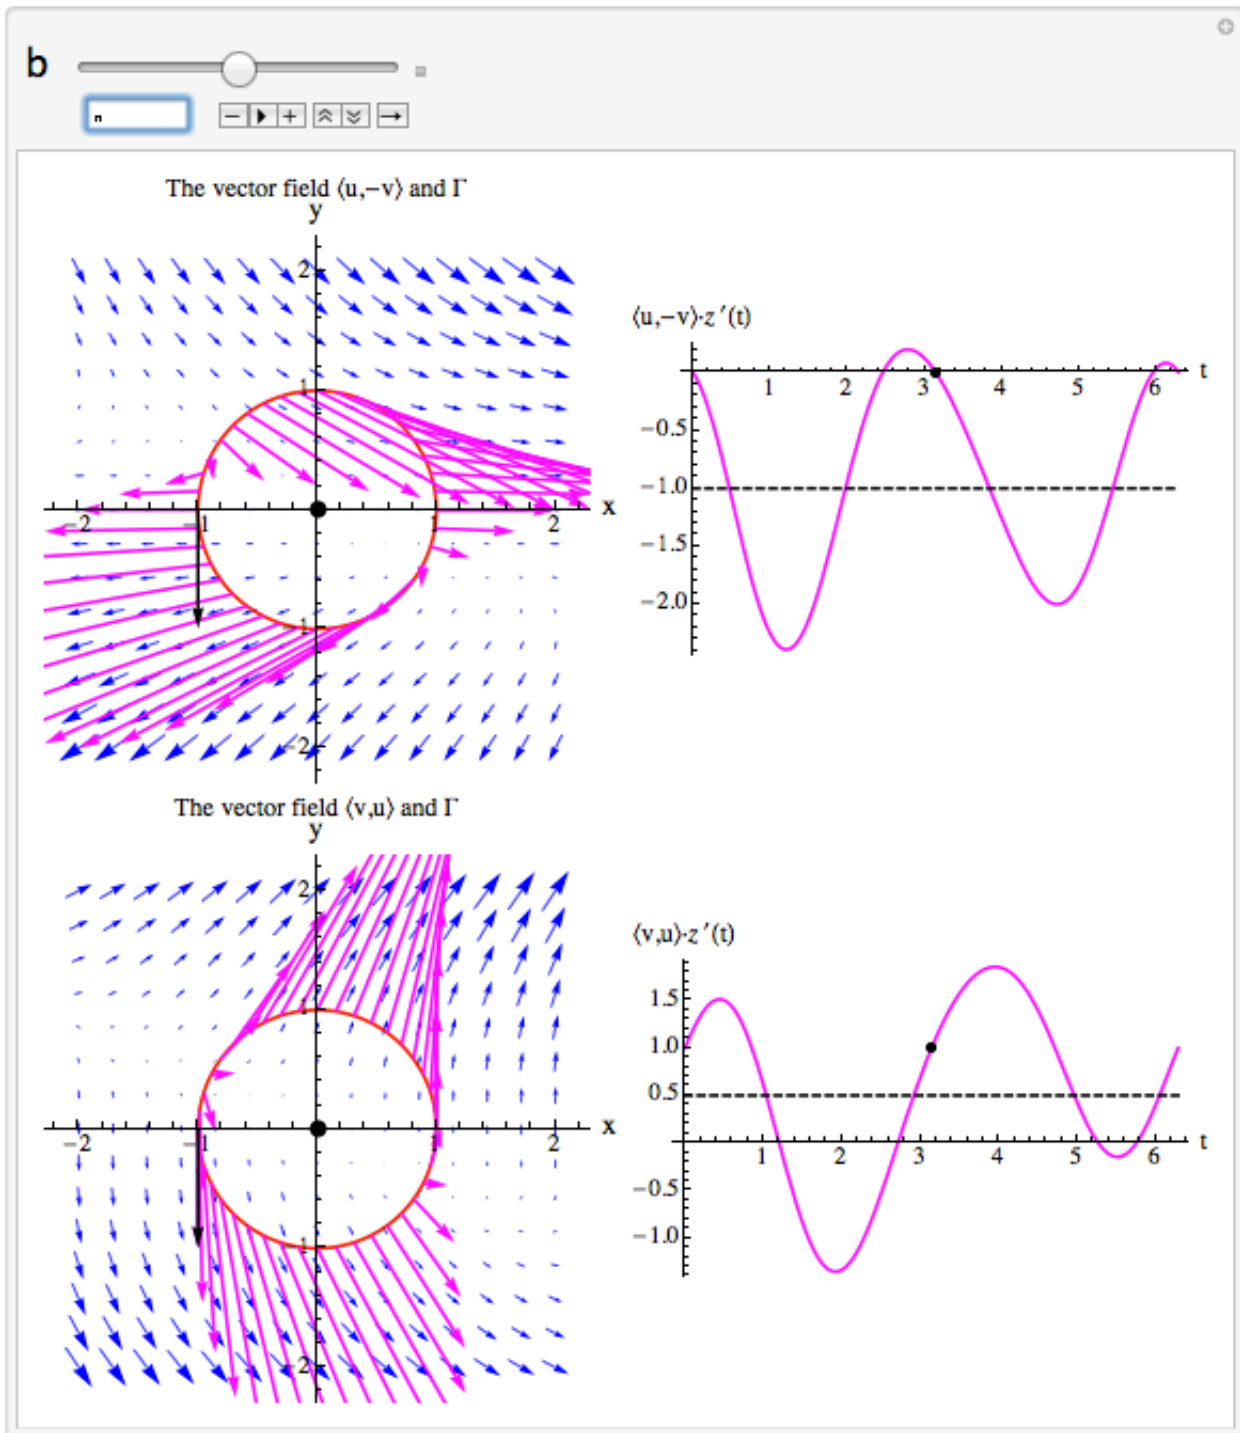 b
π
The vector field ⟨u,−v⟩ and Γ
y
2
1
−2 −1 1 2 x
−1
−2
⟨u,−v⟩·z′(t)
1 2 3 4 5 6 t
−0.5
−1.0
−1.5
−2.0
The vector field ⟨v,u⟩ and Γ
y
2
1
−2 −1 1 2 x
−1
−2
⟨v,u⟩·z′(t)
1.5
1.0
0.5
1 2 3 4 5 6 t
−0.5
−1.0